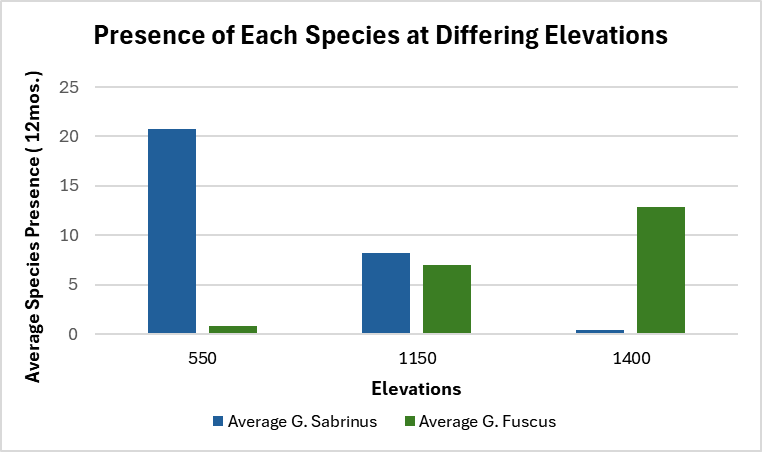 Presence of Each Species at Differing Elevations
Average Species Presence ( 12mos.)
25
20
15
10
5
0
550 1150 1400
Elevations
Average G. Sabrinus Average G. Fuscus